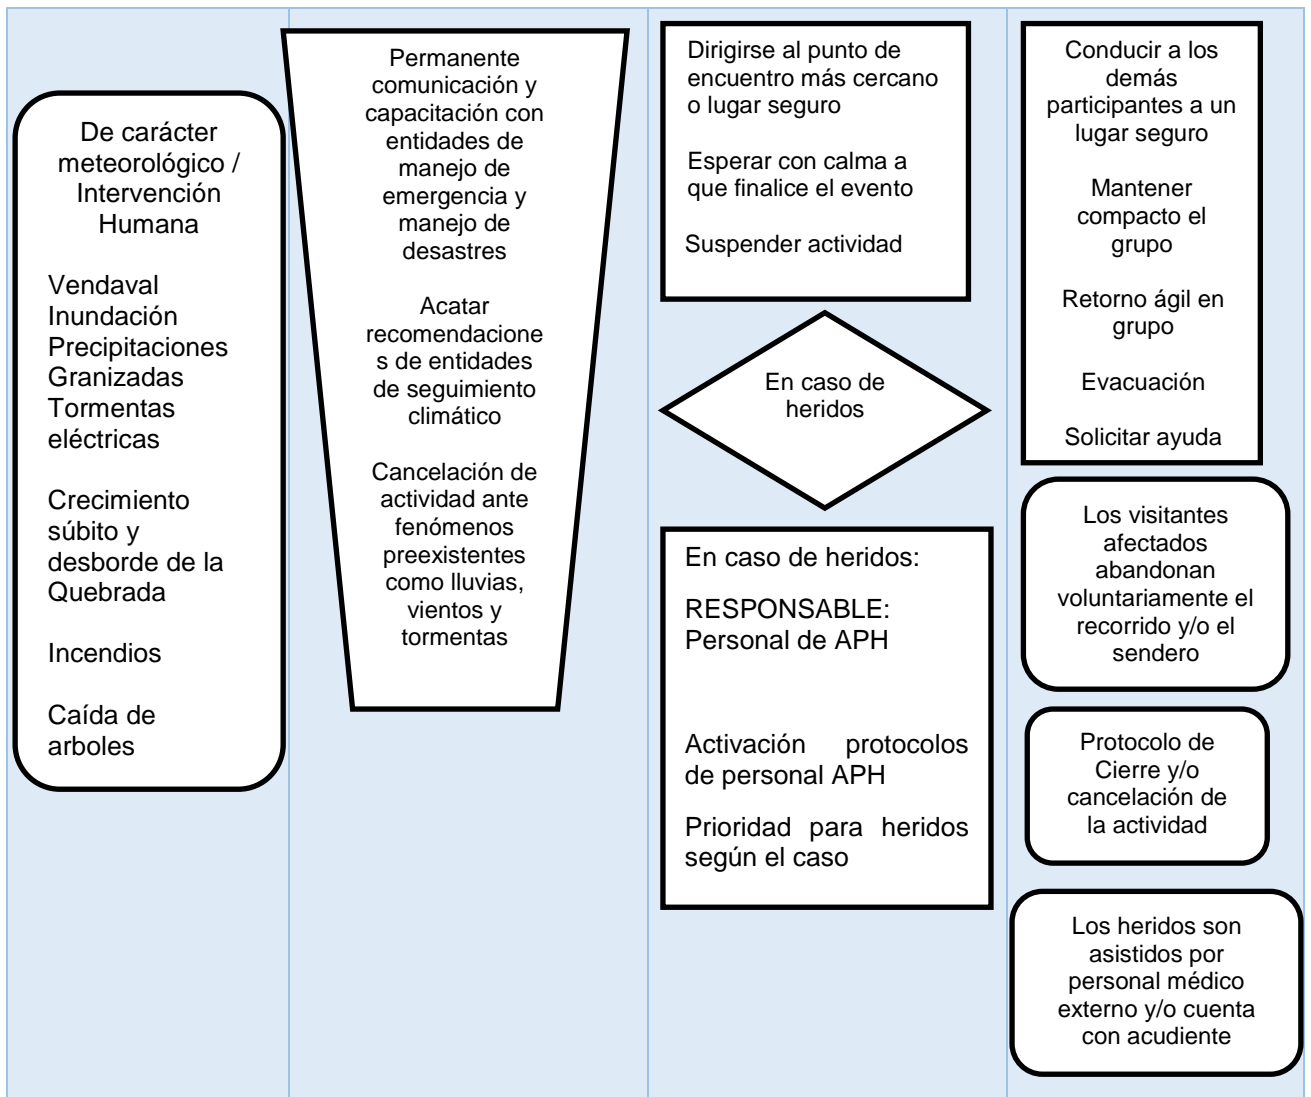 De carácter
meteorológico /
Intervención
Humana
Vendaval
Inundación
Precipitaciones
Granizadas
Tormentas
eléctricas
Crecimiento
súbito y
desborde de la
Quebrada
Incendios
Caída de
arboles
Permanente
comunicación y
capacitación con
entidades de
manejo de
emergencia y
manejo de
desastres
Acatar
recomendacione
s de entidades
de seguimiento
climático
Cancelación de
actividad ante
fenómenos
preexistentes
como lluvias,
vientos y
tormentas
Dirigirse al punto de
encuentro más cercano
o lugar seguro
Esperar con calma a
que finalice el evento
Suspender actividad
En caso de
heridos
En caso de heridos:
RESPONSABLE:
Personal de APH
Activación protocolos
de personal APH
Prioridad para heridos
según el caso
Conducir a los
demás
participantes a un
lugar seguro
Mantener
compacto el
grupo
Retorno ágil en
grupo
Evacuación
Solicitar ayuda
Los visitantes
afectados
abandonan
voluntariamente el
recorrido y/o el
sendero
Protocolo de
Cierre y/o
cancelación de
la actividad
Los heridos son
asistidos por
personal médico
externo y/o cuenta
con acudiente